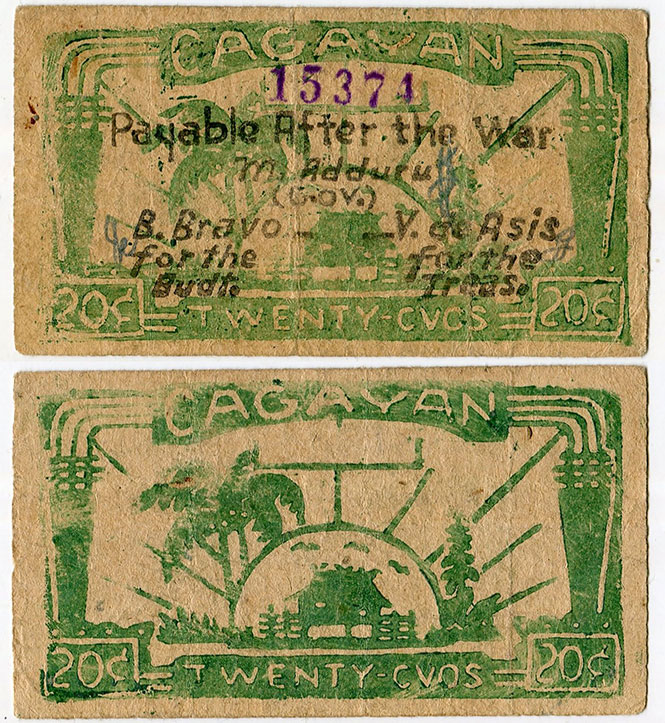 CAGAYAN
15374
Payable After the War
M. Adduru
(GOV.)
B. Bravo — — V. de Asis
for the for the
Budt. Treas.
20¢ = TWENTY-CVOS = 20¢
CAGAYAN
20¢ = TWENTY-CVOS = 20¢